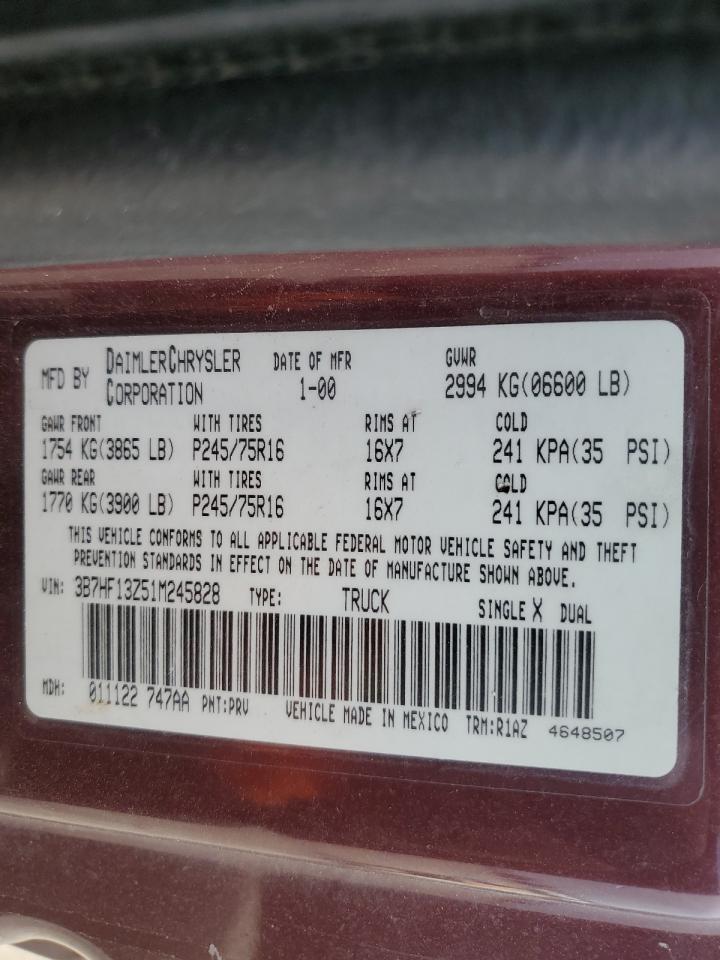 MFD BY DAIMLERCHRYSLER CORPORATION DATE OF MFR 1-00 GVWR 2994 KG(06600 LB)
GAWR FRONT WITH TIRES RIMS AT COLD
1754 KG(3865 LB) P245/75R16 16X7 241 KPA(35 PSI)
GAWR REAR WITH TIRES RIMS AT COLD
1770 KG(3900 LB) P245/75R16 16X7 241 KPA(35 PSI)
THIS VEHICLE CONFORMS TO ALL APPLICABLE FEDERAL MOTOR VEHICLE SAFETY AND THEFT
PREVENTION STANDARDS IN EFFECT ON THE DATE OF MANUFACTURE SHOWN ABOVE.
VIN: 3B7HF13Z51M245828 TYPE: TRUCK SINGLE X DUAL
MDH: 011122 747AA PNT:PRV VEHICLE MADE IN MEXICO TRM:R1AZ 4648507